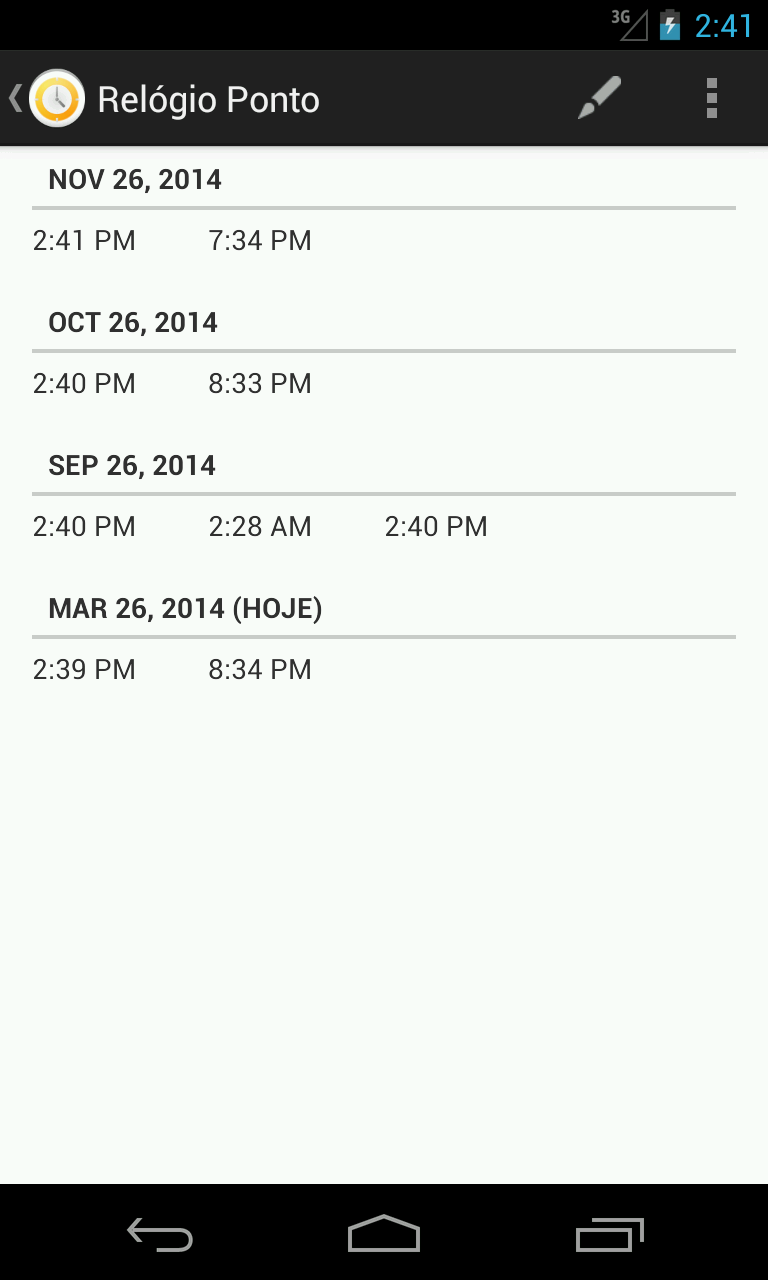 3G 2:41
Relógio Ponto
NOV 26, 2014
2:41 PM 7:34 PM
OCT 26, 2014
2:40 PM 8:33 PM
SEP 26, 2014
2:40 PM 2:28 AM 2:40 PM
MAR 26, 2014 (HOJE)
2:39 PM 8:34 PM